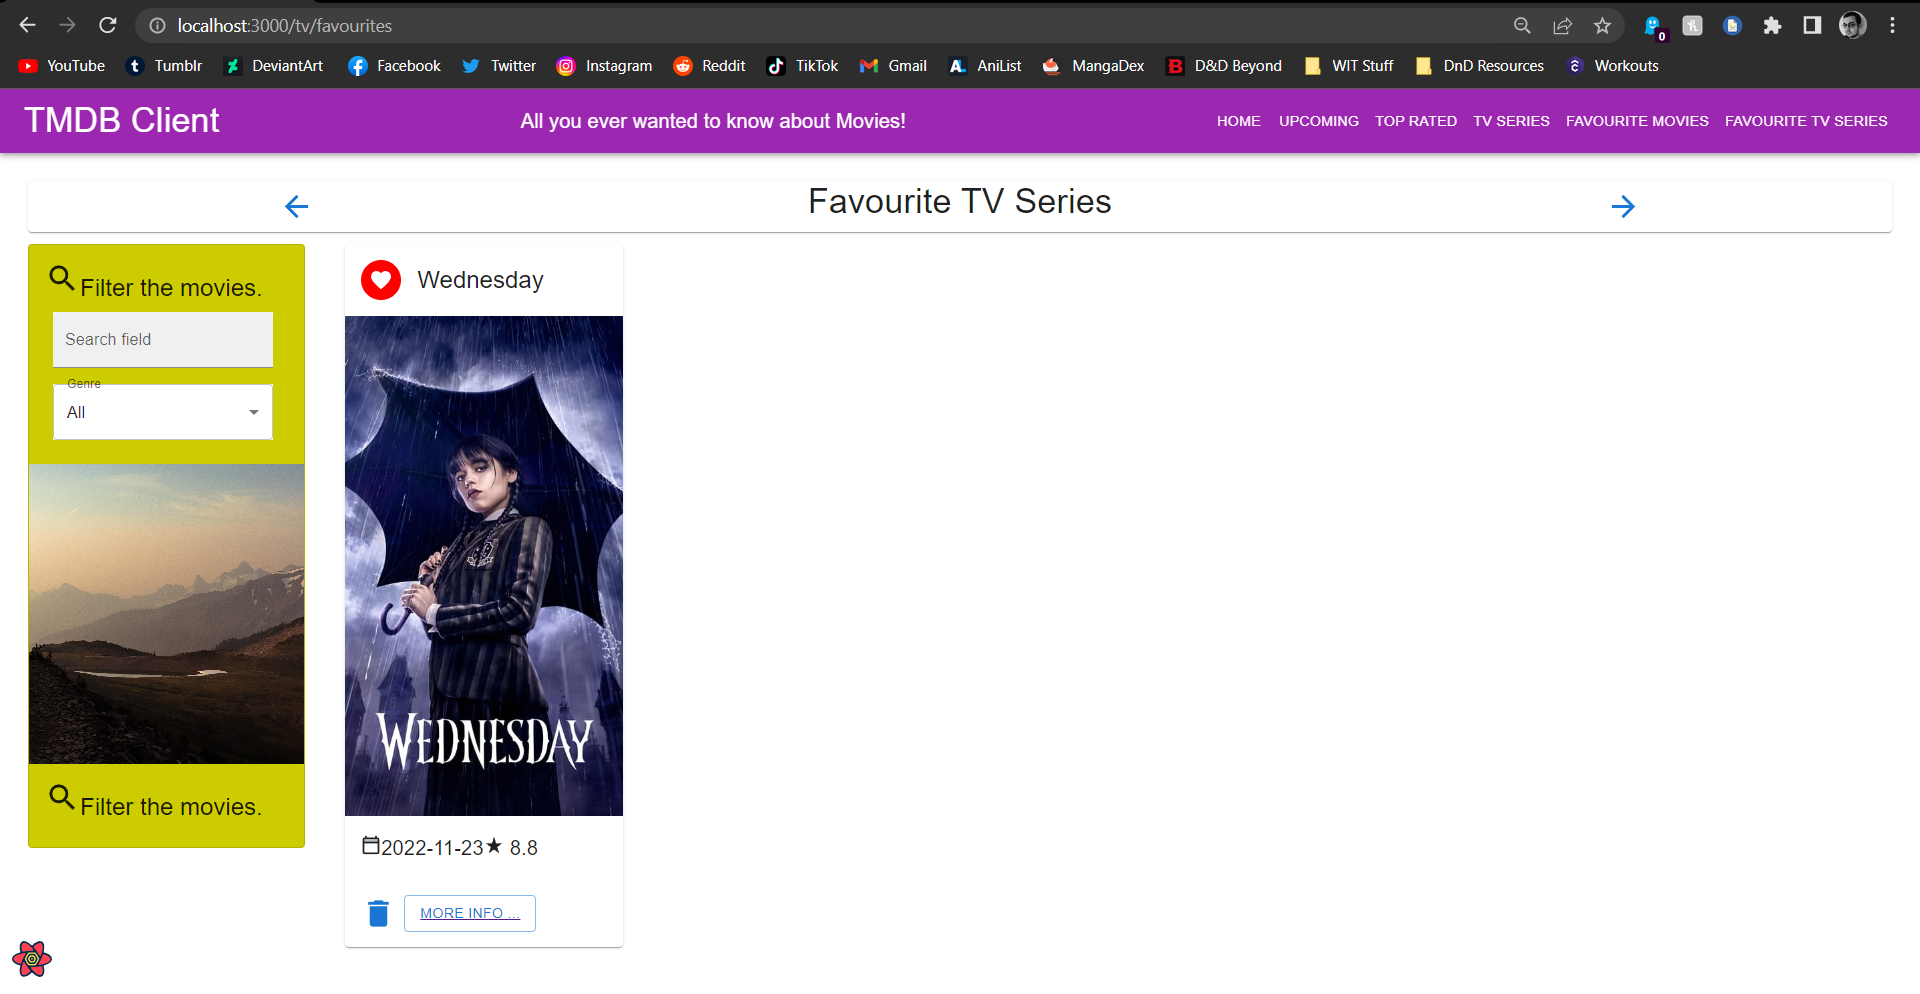 localhost:3000/tv/favourites
0
YouTube Tumblr DeviantArt Facebook Twitter Instagram Reddit TikTok Gmail AniList MangaDex D&D Beyond WIT Stuff DnD Resources Workouts
TMDB Client All you ever wanted to know about Movies! HOME UPCOMING TOP RATED TV SERIES FAVOURITE MOVIES FAVOURITE TV SERIES
Favourite TV Series
Filter the movies.
Search field
Genre
All
Filter the movies.
Wednesday
WEDNESDAY
2022-11-23 8.8
MORE INFO ...